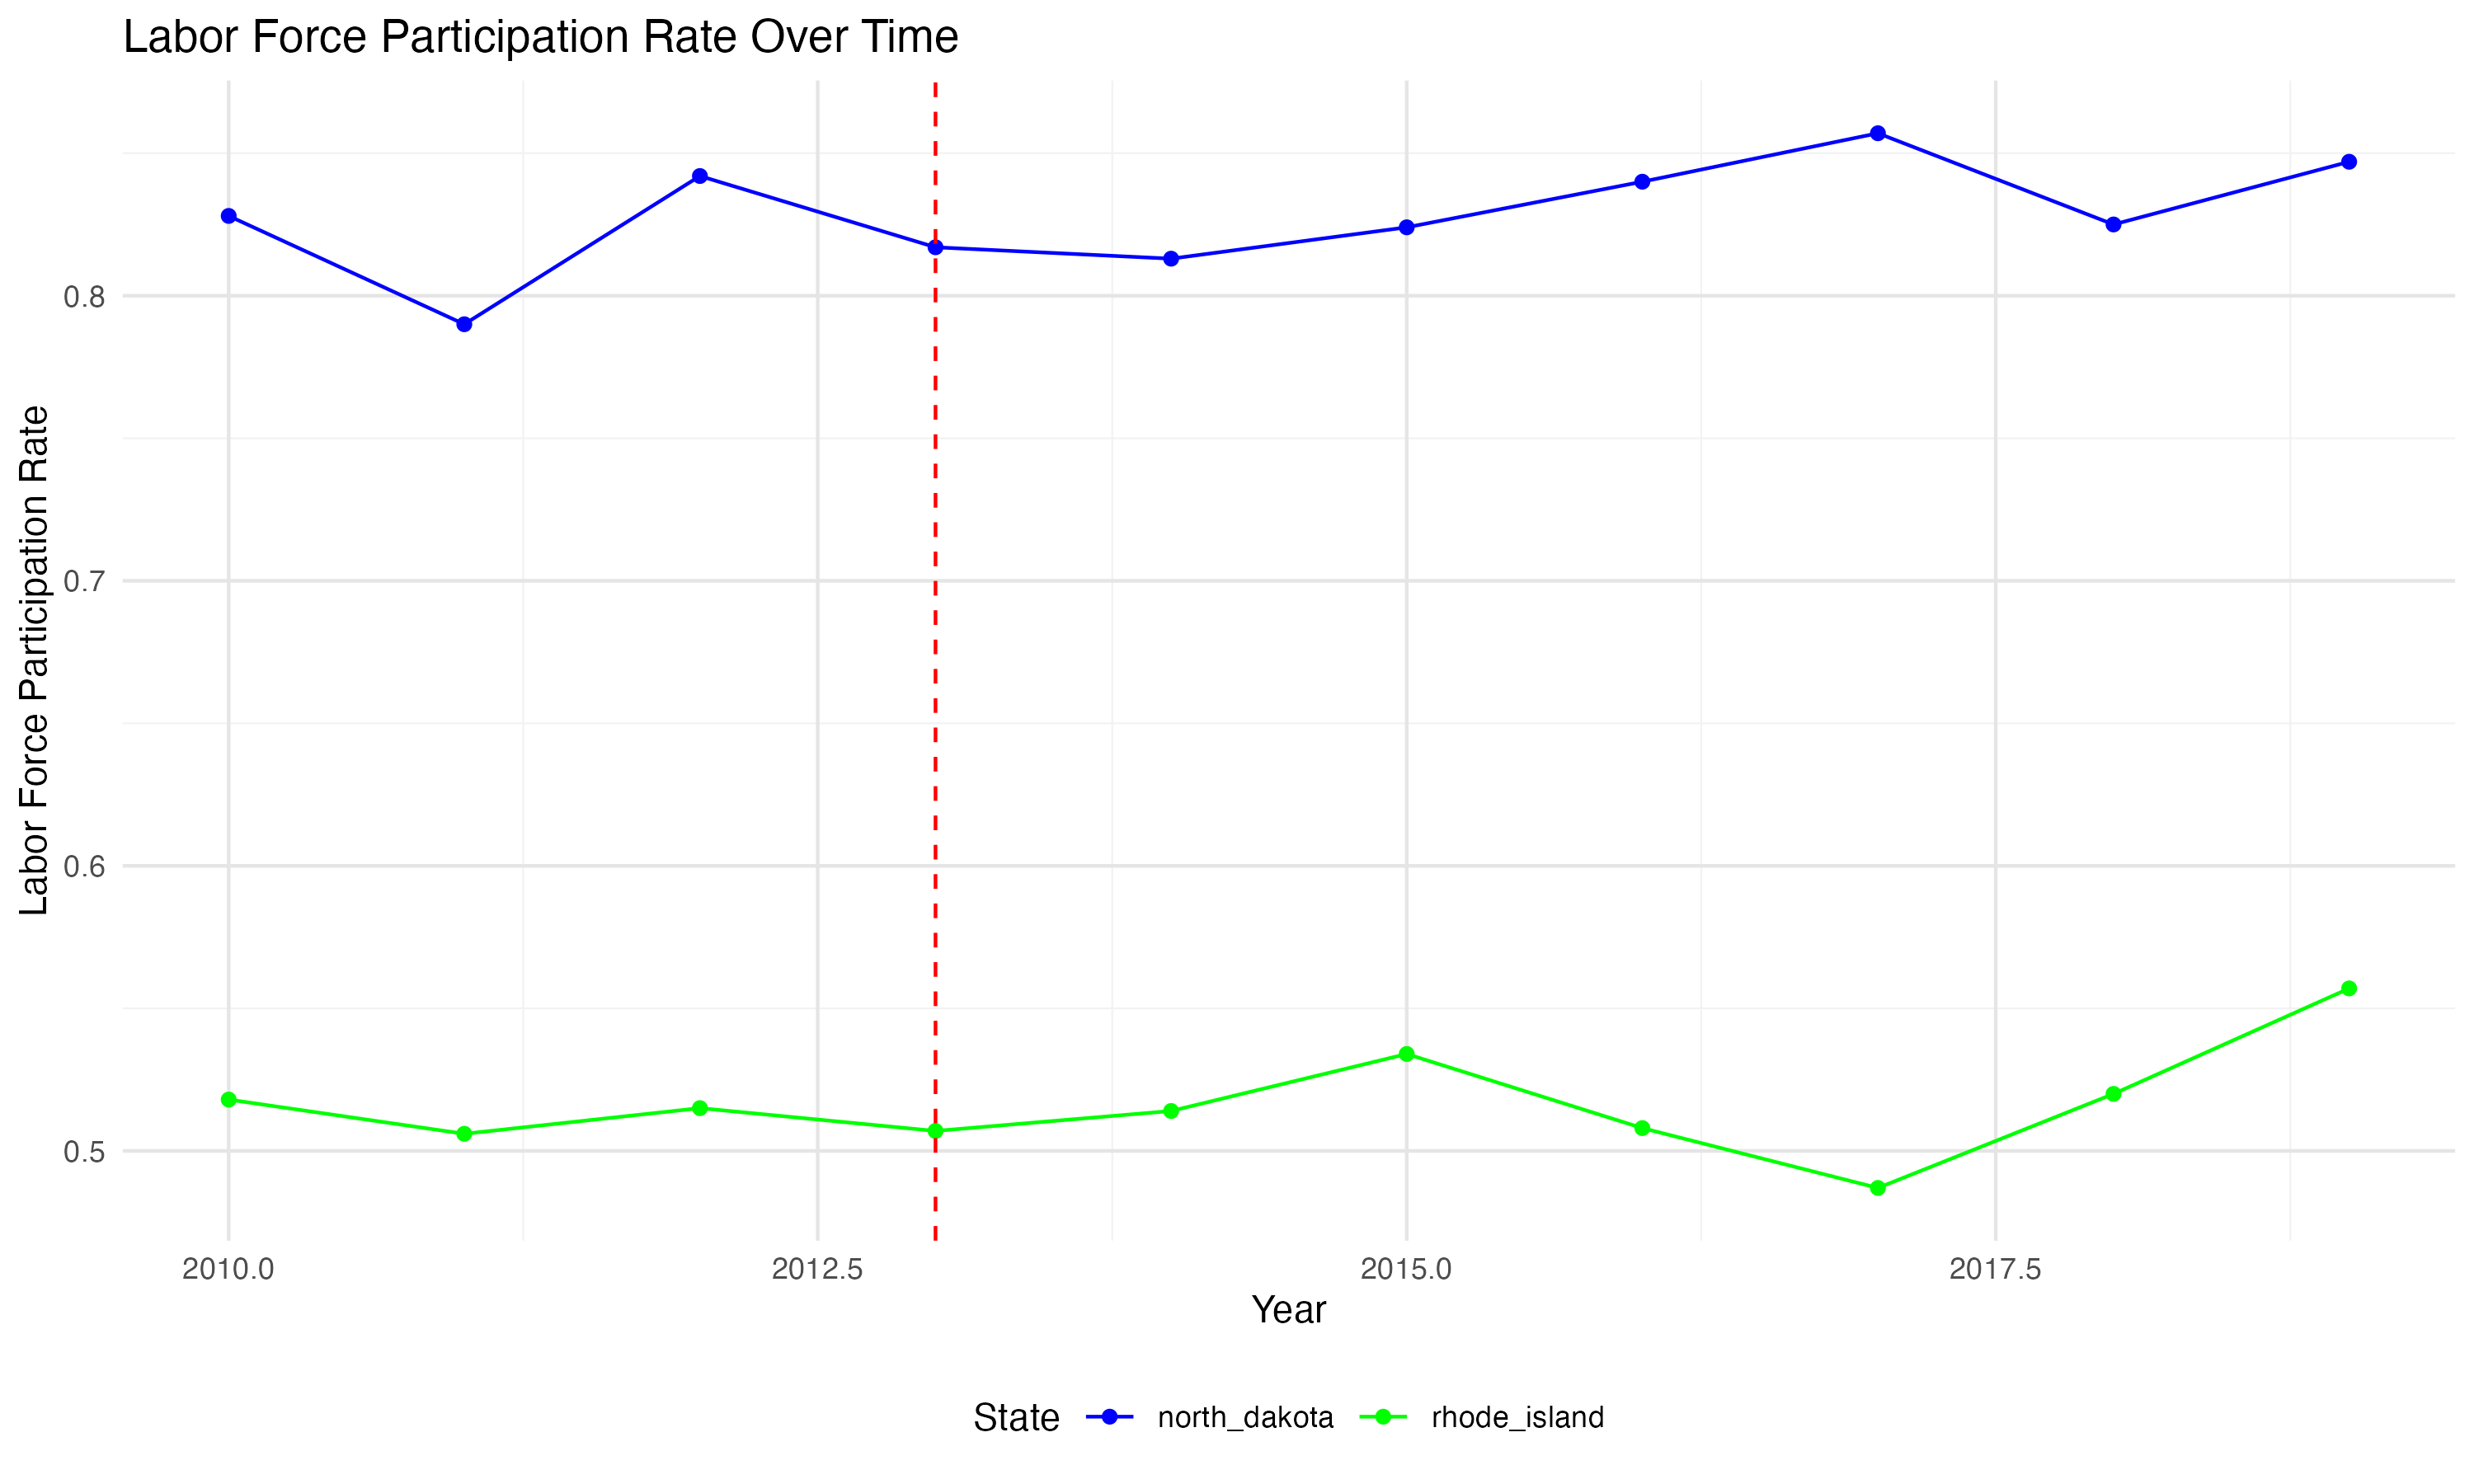 Labor Force Participation Rate Over Time
Labor Force Participation Rate
0.8
0.7
0.6
0.5
2010.0 2012.5 2015.0 2017.5
Year
State north_dakota rhode_island